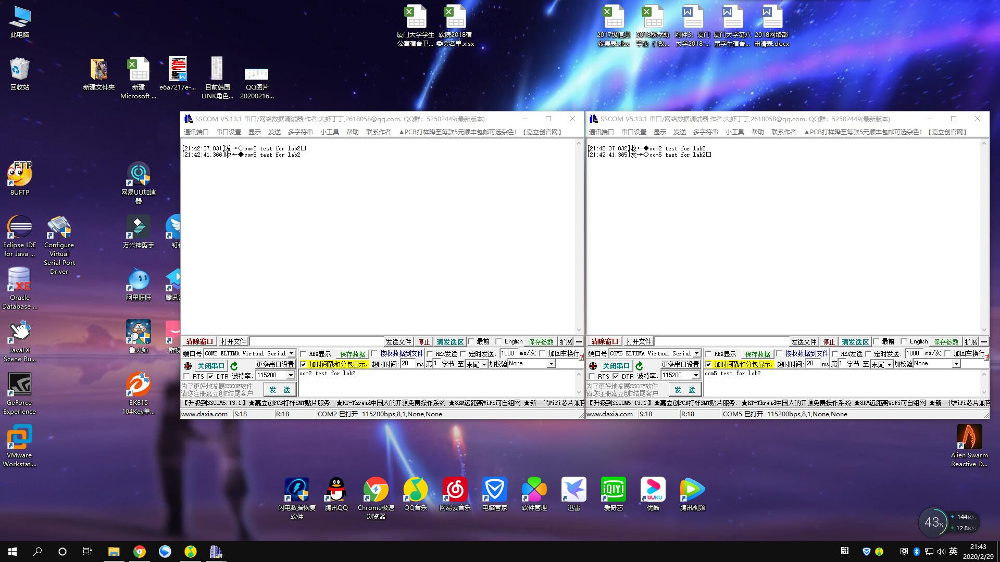 此电脑
厦门大学学生
公寓宿舍卫...
软院2018宿
委会名单.xlsx
2017级信息
收集表.xlsx
2018秋季助
学金（1改...
附件3：厦门
大学2018-...
厦门大学第八
届学生宿舍...
2018网络部
申请表.docx
回收站
新建文件夹
新建
Microsoft ...
e6a7217e-...
目前韩国
LINK角色...
QQ图片
20200216...
FTP
8UFTP
网易UU加速
器
Eclipse IDE
for Java ...
Configure
Virtual
Serial Port
Driver
万兴神剪手
XE
Oracle
Database ...
阿里旺旺
JavaFX
Scene Bu...
鲁大师
GeForce
Experience
EK815
104Key单...
VMware
Workstati...
SSCOM V5.13.1 串口/网络数据调试器,作者:大虾丁丁,2618058@qq.com. QQ群：52502449(最新版本)
通讯端口 串口设置 显示 发送 多字符串 小工具 帮助 联系作者 ▲PCB打样降至每款5元顺丰包邮可选杂色！【嘉立创官网】
[21:42:37.031]发→◇com2 test for lab2□
[21:42:41.366]收←◆com5 test for lab2
清除窗口 打开文件 发送文件 停止 清发送区 最前 English 保存参数 扩展 —
端口号 COM2 ELTIMA Virtual Serial HEX显示 保存数据 接收数据到文件 HEX发送 定时发送: 1000 ms/次 加回车换行
关闭串口 更多串口设置 加时间戳和分包显示, 超时时间: 20 ms 第 1 字节 至 末尾 加校验 None
RTS DTR 波特率: 115200 com2 test for lab2
为了更好地发展SSCOM软件
请您注册嘉立创F结尾客户
发 送
【升级到SSCOM5.13.1】★嘉立创PCB打样SMT贴片服务. ★RT-Thread中国人的开源免费操作系统 ★8KM远距离WiFi可自组网 ★新一代WiFi芯片兼容
www.daxia.com S:18 R:18 COM2 已打开 115200bps,8,1,None,None
SSCOM V5.13.1 串口/网络数据调试器,作者:大虾丁丁,2618058@qq.com. QQ群：52502449(最新版本)
通讯端口 串口设置 显示 发送 多字符串 小工具 帮助 联系作者 ▲PCB打样降至每款5元顺丰包邮可选杂色！【嘉立创官网】
[21:42:37.032]收←◆com2 test for lab2
[21:42:41.365]发→◇com5 test for lab2□
清除窗口 打开文件 发送文件 停止 清发送区 最前 English 保存参数 扩展 —
端口号 COM5 ELTIMA Virtual Serial HEX显示 保存数据 接收数据到文件 HEX发送 定时发送: 1000 ms/次 加回车换行
关闭串口 更多串口设置 加时间戳和分包显示, 超时时间: 20 ms 第 1 字节 至 末尾 加校验 None
RTS DTR 波特率: 115200 com5 test for lab2
为了更好地发展SSCOM软件
请您注册嘉立创F结尾客户
发 送
【升级到SSCOM5.13.1】★嘉立创PCB打样SMT贴片服务. ★RT-Thread中国人的开源免费操作系统 ★8KM远距离WiFi可自组网 ★新一代WiFi芯片兼容
www.daxia.com S:18 R:18 COM5 已打开 115200bps,8,1,None,None
Alien Swarm
Reactive D...
闪电数据恢复
软件
腾讯QQ
Chrome极速
浏览器
QQ音乐
网易云音乐
电脑管家
软件管理
迅雷
iQIYI
爱奇艺
优酷
腾讯视频
43%
144K/s
12.8K/s
拼
英
21:43
2020/2/29